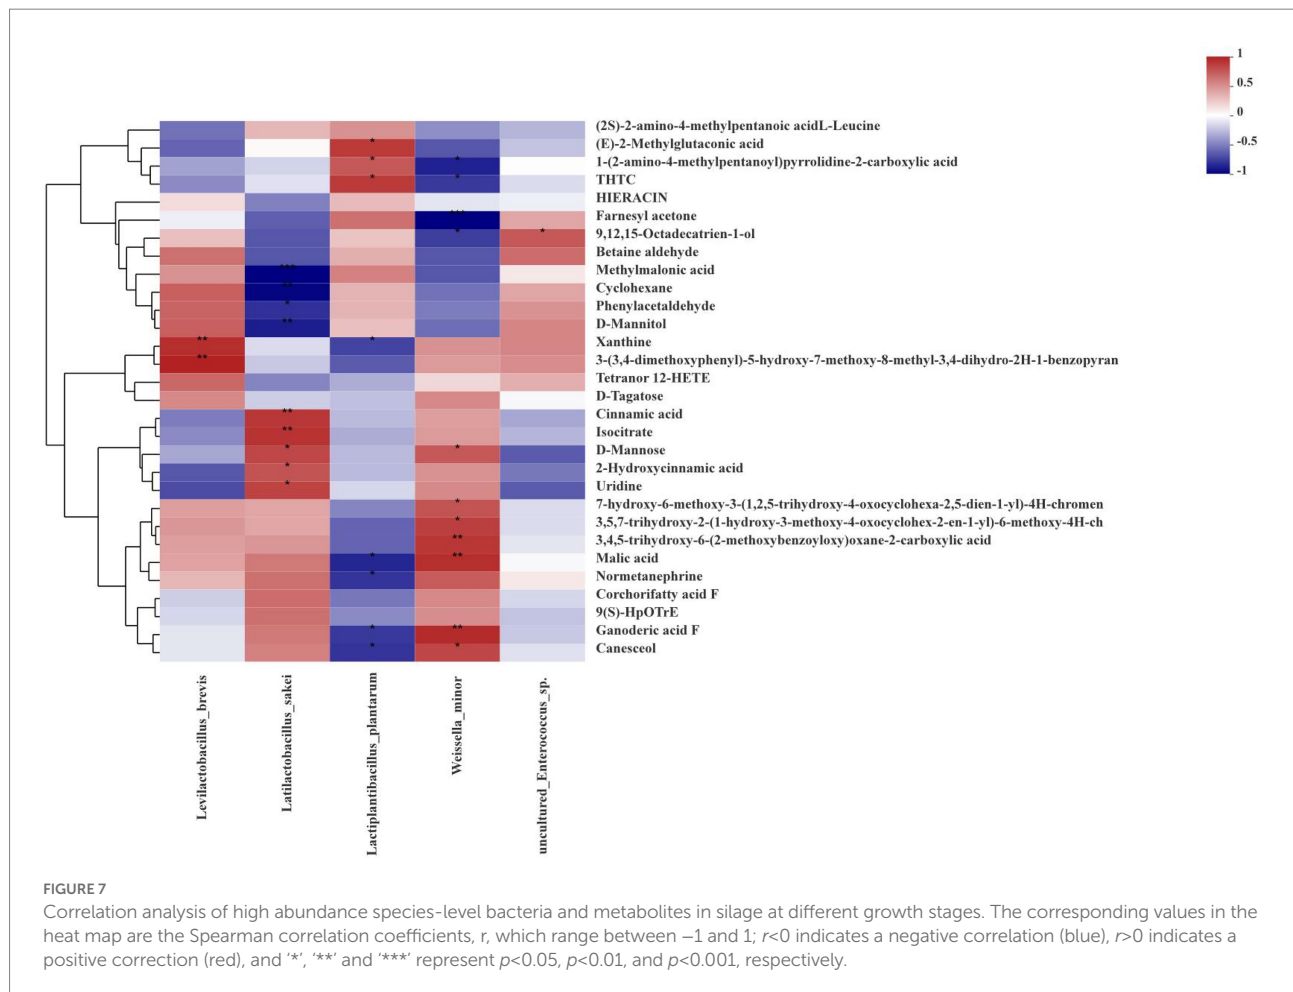 1
0.5
0
-0.5
-1
(2S)-2-amino-4-methylpentanoic acidL-Leucine
* (E)-2-Methylglutaconic acid
* * 1-(2-amino-4-methylpentanoyl)pyrrolidine-2-carboxylic acid
* * THTC
HIERACIN
*** Farnesyl acetone
* * 9,12,15-Octadecatrien-1-ol
Betaine aldehyde
*** Methylmalonic acid
** Cyclohexane
* Phenylacetaldehyde
** D-Mannitol
** * Xanthine
** 3-(3,4-dimethoxyphenyl)-5-hydroxy-7-methoxy-8-methyl-3,4-dihydro-2H-1-benzopyran
Tetranor 12-HETE
D-Tagatose
** Cinnamic acid
** Isocitrate
* * D-Mannose
* 2-Hydroxycinnamic acid
* Uridine
* 7-hydroxy-6-methoxy-3-(1,2,5-trihydroxy-4-oxocyclohexa-2,5-dien-1-yl)-4H-chromen
* 3,5,7-trihydroxy-2-(1-hydroxy-3-methoxy-4-oxocyclohex-2-en-1-yl)-6-methoxy-4H-ch
** 3,4,5-trihydroxy-6-(2-methoxybenzoyloxy)oxane-2-carboxylic acid
* ** Malic acid
* Normetanephrine
Corchorifatty acid F
9(S)-HpOTrE
* ** Ganoderic acid F
* * Canesceol
Levilactobacillus_brevis
Latilactobacillus_sakei
Lactiplantibacillus_plantarum
Weissella_minor
uncultured_Enterococcus_sp.
FIGURE 7
Correlation analysis of high abundance species-level bacteria and metabolites in silage at different growth stages. The corresponding values in the
heat map are the Spearman correlation coefficients, r, which range between −1 and 1; r<0 indicates a negative correlation (blue), r>0 indicates a
positive correction (red), and '*', '**' and '***' represent p<0.05, p<0.01, and p<0.001, respectively.